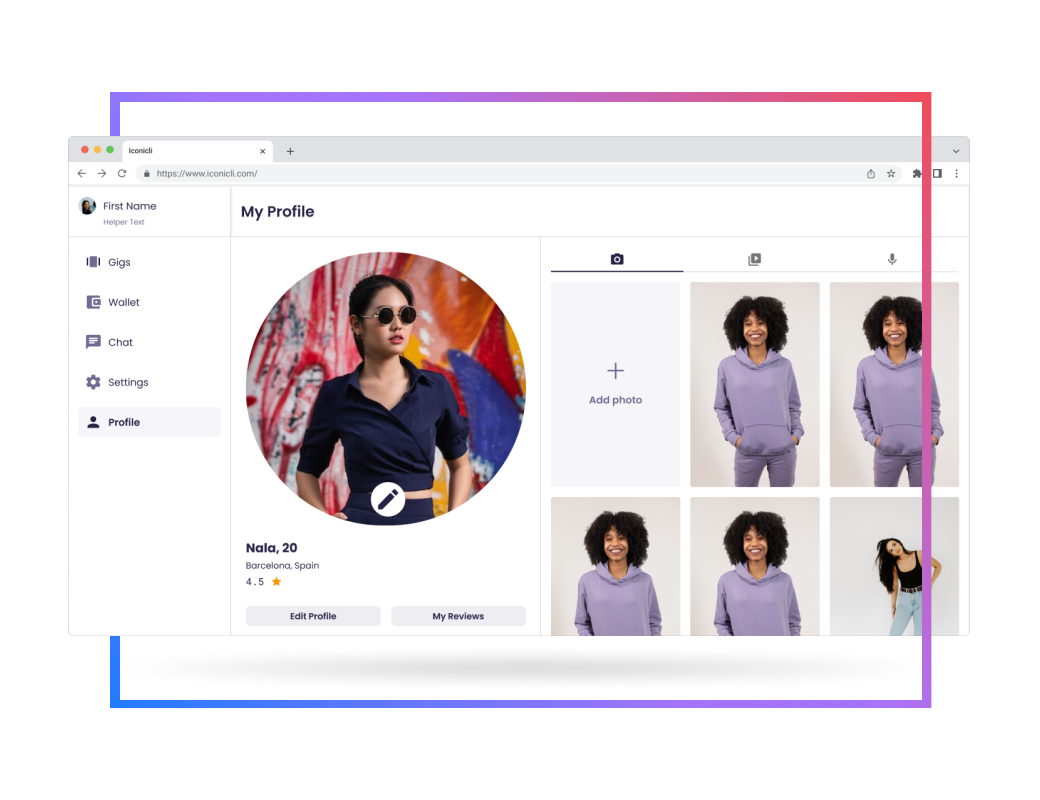 Iconicli
https://www.iconicli.com/
First Name
Helper Text
My Profile
Gigs
Wallet
Chat
Settings
Profile
Add photo
Nala, 20
Barcelona, Spain
4.5
Edit Profile
My Reviews